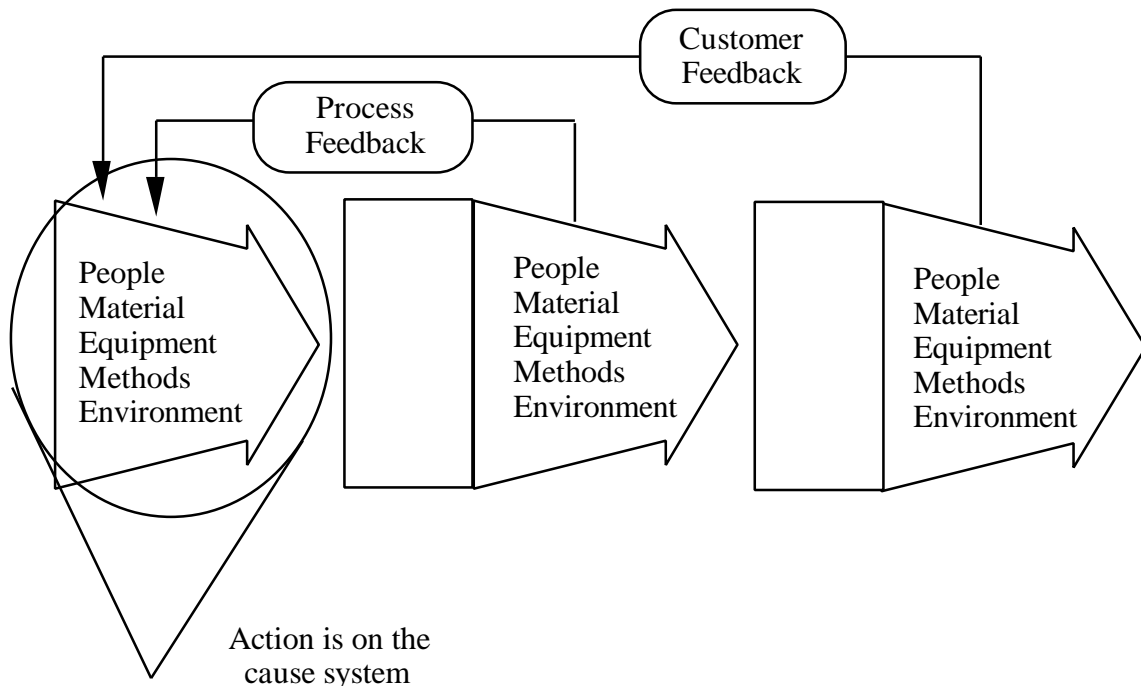 Customer
Feedback
Process
Feedback
People
Material
Equipment
Methods
Environment
People
Material
Equipment
Methods
Environment
People
Material
Equipment
Methods
Environment
Action is on the
cause system